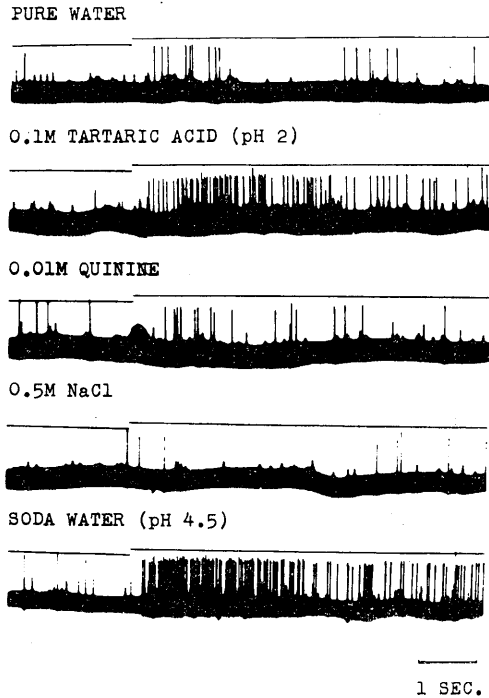 PURE WATER
0.1M TARTARIC ACID (pH 2)
0.01M QUININE
0.5M NaCl
SODA WATER (pH 4.5)
1 SEC.